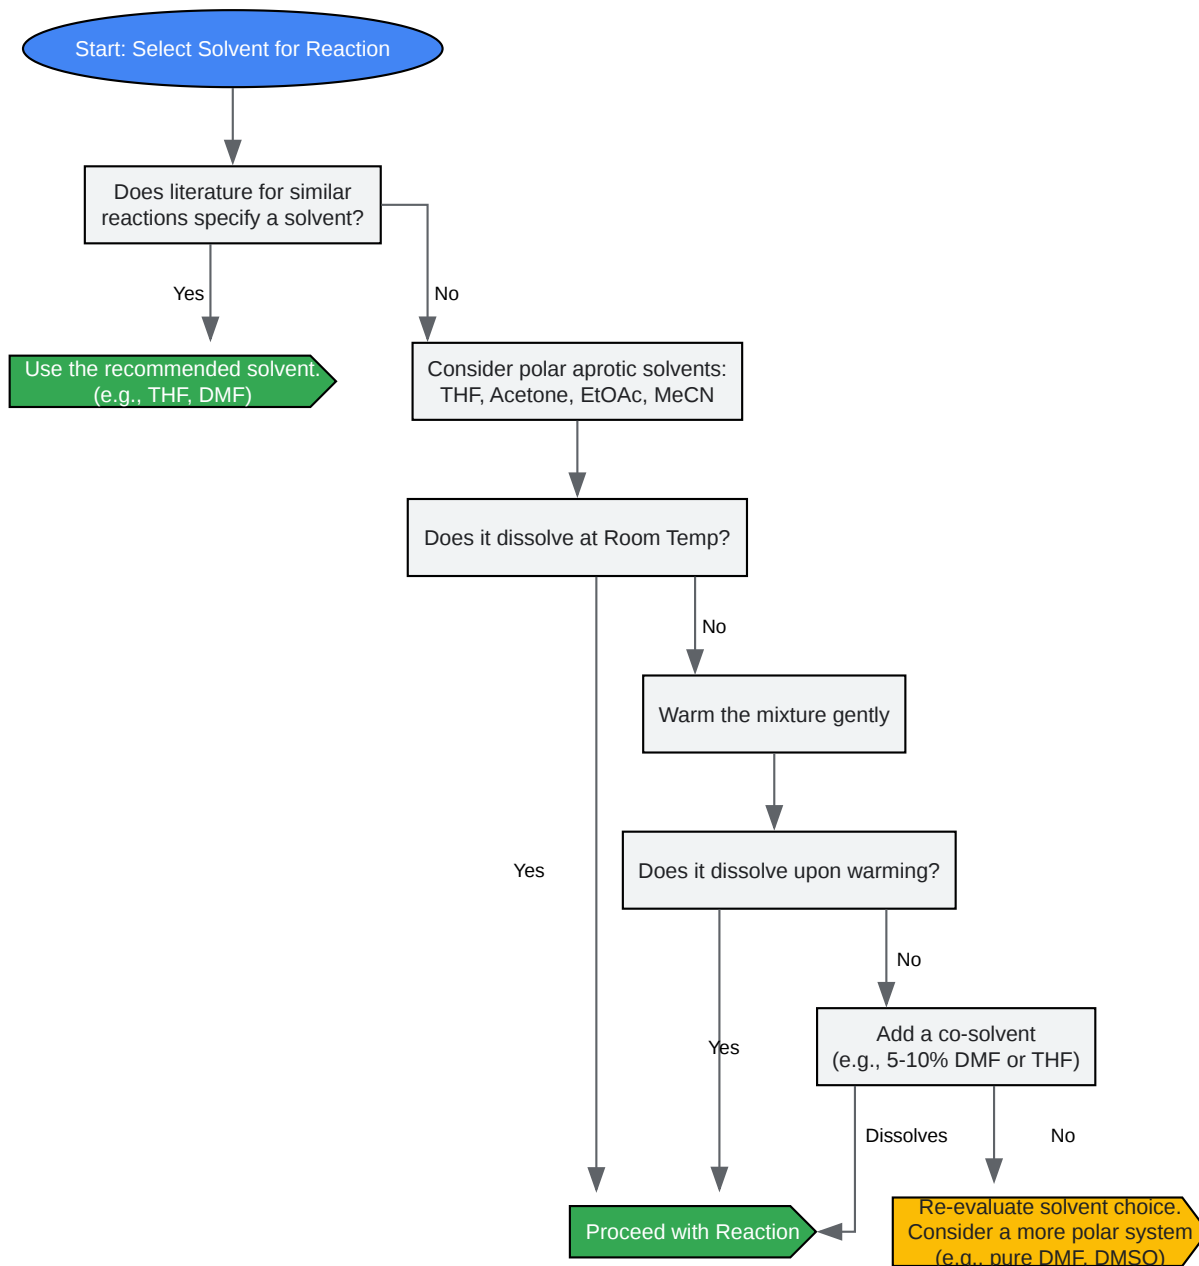 Start: Select Solvent for Reaction
Does literature for similar
reactions specify a solvent?
Yes
No
Use the recommended solvent.
(e.g., THF, DMF)
Consider polar aprotic solvents:
THF, Acetone, EtOAc, MeCN
Does it dissolve at Room Temp?
No
Warm the mixture gently
Yes
Does it dissolve upon warming?
No
Yes
Add a co-solvent
(e.g., 5-10% DMF or THF)
Dissolves
No
Proceed with Reaction
Re-evaluate solvent choice.
Consider a more polar system
(e.g., pure DMF, DMSO)